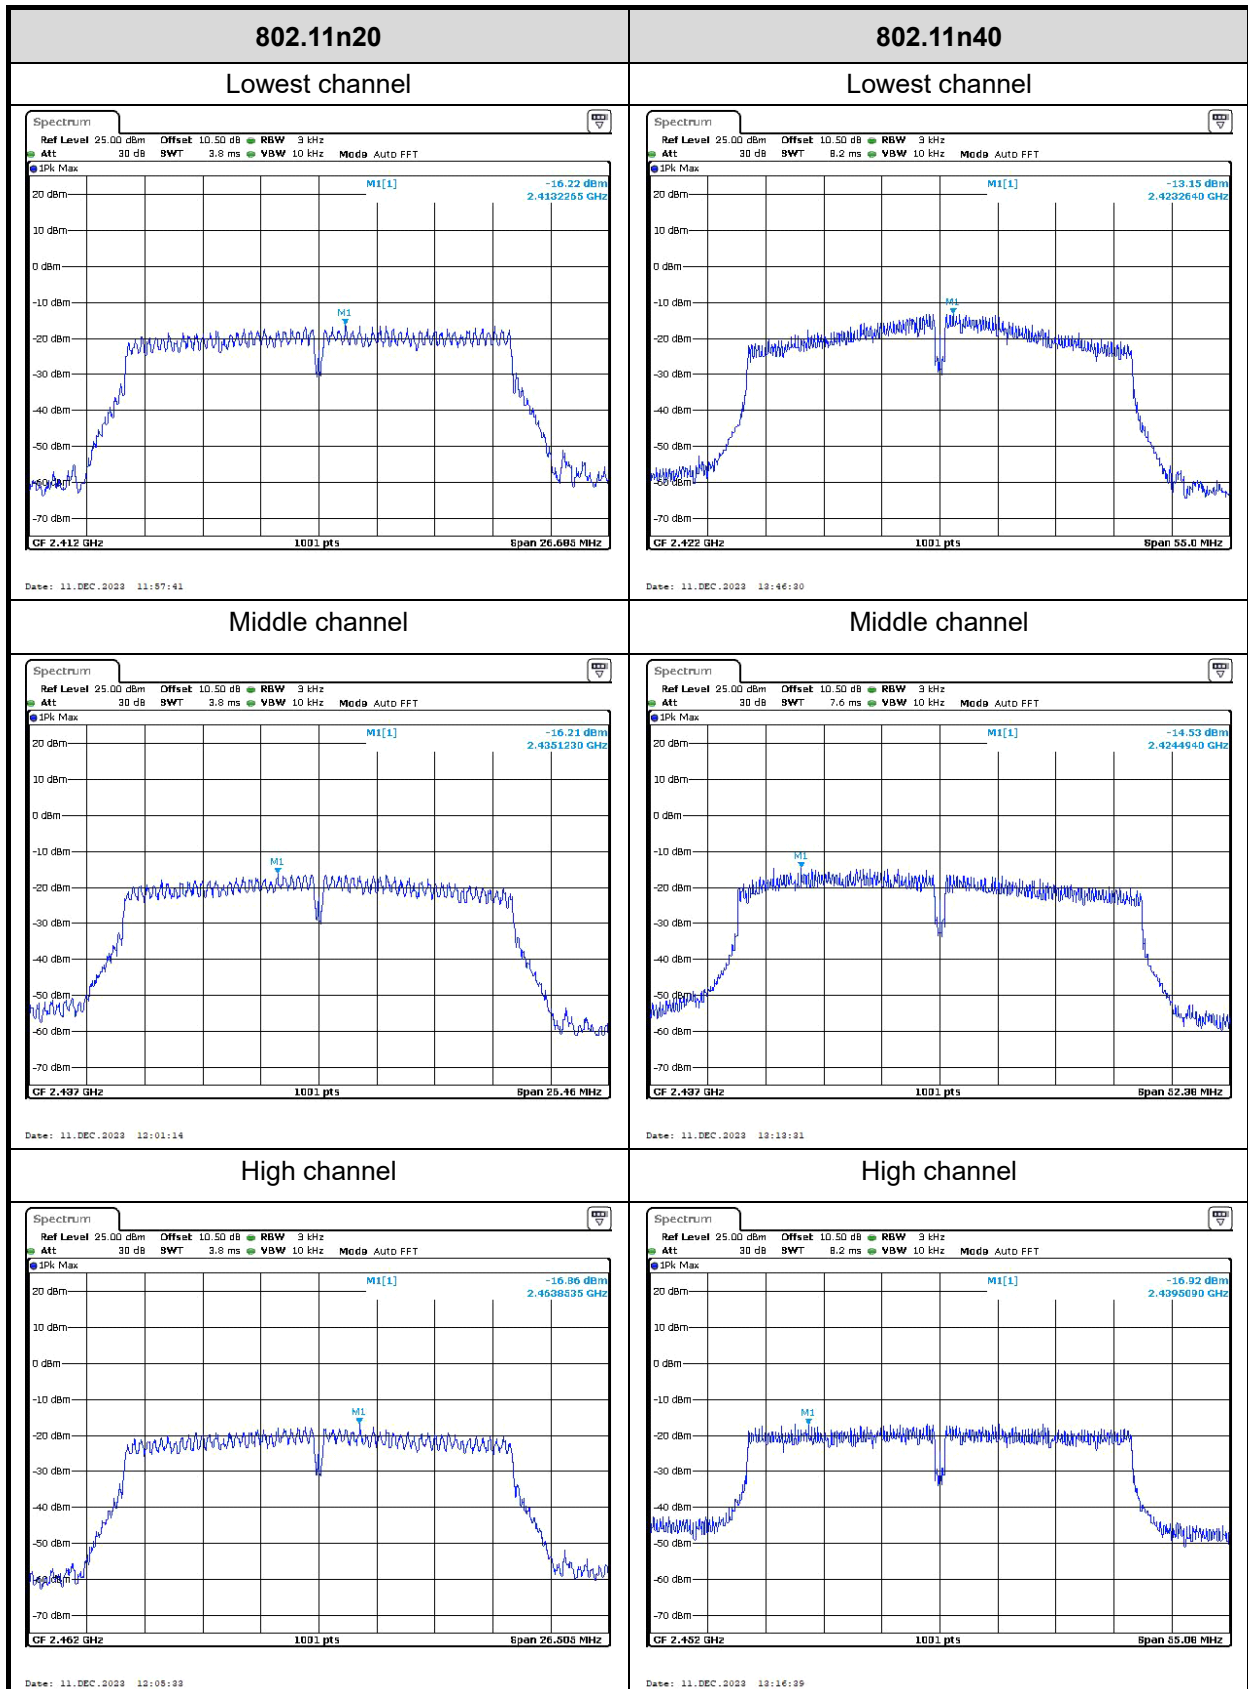 802.11n20 802.11n40
Lowest channel Lowest channel
Spectrum
Ref Level 25.00 dBm Offset 10.50 dB RBW 3 kHz
Att 30 dB SWT 3.8 ms VBW 10 kHz Mode Auto FFT
1Pk Max
M1[1] -16.22 dBm
2.4132265 GHz
20 dBm
10 dBm
0 dBm
-10 dBm
M1
-20 dBm
-30 dBm
-40 dBm
-50 dBm
-60 dBm
-70 dBm
CF 2.412 GHz 1001 pts Span 26.685 MHz
Date: 11.DEC.2023 11:57:41
Spectrum
Ref Level 25.00 dBm Offset 10.50 dB RBW 3 kHz
Att 30 dB SWT 8.2 ms VBW 10 kHz Mode Auto FFT
1Pk Max
M1[1] -13.15 dBm
2.4232640 GHz
20 dBm
10 dBm
0 dBm
-10 dBm
M1
-20 dBm
-30 dBm
-40 dBm
-50 dBm
-60 dBm
-70 dBm
CF 2.422 GHz 1001 pts Span 55.0 MHz
Date: 11.DEC.2023 13:46:30
Middle channel Middle channel
Spectrum
Ref Level 25.00 dBm Offset 10.50 dB RBW 3 kHz
Att 30 dB SWT 3.8 ms VBW 10 kHz Mode Auto FFT
1Pk Max
M1[1] -16.21 dBm
2.4351230 GHz
20 dBm
10 dBm
0 dBm
-10 dBm
M1
-20 dBm
-30 dBm
-40 dBm
-50 dBm
-60 dBm
-70 dBm
CF 2.437 GHz 1001 pts Span 25.46 MHz
Date: 11.DEC.2023 12:01:14
Spectrum
Ref Level 25.00 dBm Offset 10.50 dB RBW 3 kHz
Att 30 dB SWT 7.6 ms VBW 10 kHz Mode Auto FFT
1Pk Max
M1[1] -14.53 dBm
2.4244940 GHz
20 dBm
10 dBm
0 dBm
-10 dBm
M1
-20 dBm
-30 dBm
-40 dBm
-50 dBm
-60 dBm
-70 dBm
CF 2.437 GHz 1001 pts Span 52.38 MHz
Date: 11.DEC.2023 13:13:31
High channel High channel
Spectrum
Ref Level 25.00 dBm Offset 10.50 dB RBW 3 kHz
Att 30 dB SWT 3.8 ms VBW 10 kHz Mode Auto FFT
1Pk Max
M1[1] -16.86 dBm
2.4638535 GHz
20 dBm
10 dBm
0 dBm
-10 dBm
M1
-20 dBm
-30 dBm
-40 dBm
-50 dBm
-60 dBm
-70 dBm
CF 2.462 GHz 1001 pts Span 26.505 MHz
Date: 11.DEC.2023 12:05:33
Spectrum
Ref Level 25.00 dBm Offset 10.50 dB RBW 3 kHz
Att 30 dB SWT 8.2 ms VBW 10 kHz Mode Auto FFT
1Pk Max
M1[1] -16.92 dBm
2.4395090 GHz
20 dBm
10 dBm
0 dBm
-10 dBm
M1
-20 dBm
-30 dBm
-40 dBm
-50 dBm
-60 dBm
-70 dBm
CF 2.452 GHz 1001 pts Span 55.08 MHz
Date: 11.DEC.2023 13:16:39